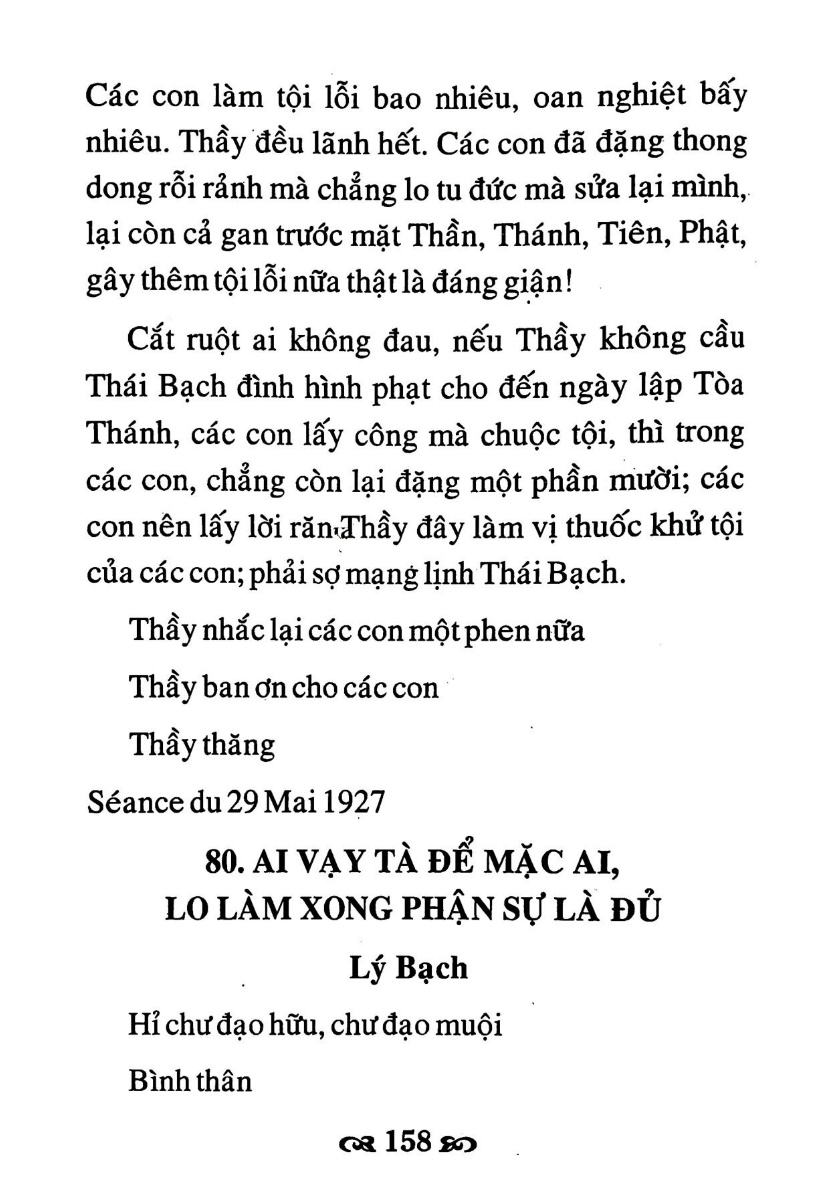 Các con làm tội lỗi bao nhiêu, oan nghiệt bấy
nhiêu. Thầy đều lãnh hết. Các con đã đặng thong
dong rỗi rảnh mà chẳng lo tu đức mà sửa lại mình,
lại còn cả gan trước mặt Thần, Thánh, Tiên, Phật,
gây thêm tội lỗi nữa thật là đáng giận!
Cắt ruột ai không đau, nếu Thầy không cầu
Thái Bạch đình hình phạt cho đến ngày lập Tòa
Thánh, các con lấy công mà chuộc tội, thì trong
các con, chẳng còn lại đặng một phần mười; các
con nên lấy lời răn Thầy đây làm vị thuốc khử tội
của các con; phải sợ mạng lịnh Thái Bạch.
Thầy nhắc lại các con một phen nữa
Thầy ban ơn cho các con
Thầy thăng
Séance du 29 Mai 1927
80. AI VẠY TÀ ĐỂ MẶC AI,
LO LÀM XONG PHẬN SỰ LÀ ĐỦ
Lý Bạch
Hỉ chư đạo hữu, chư đạo muội
Bình thân
158